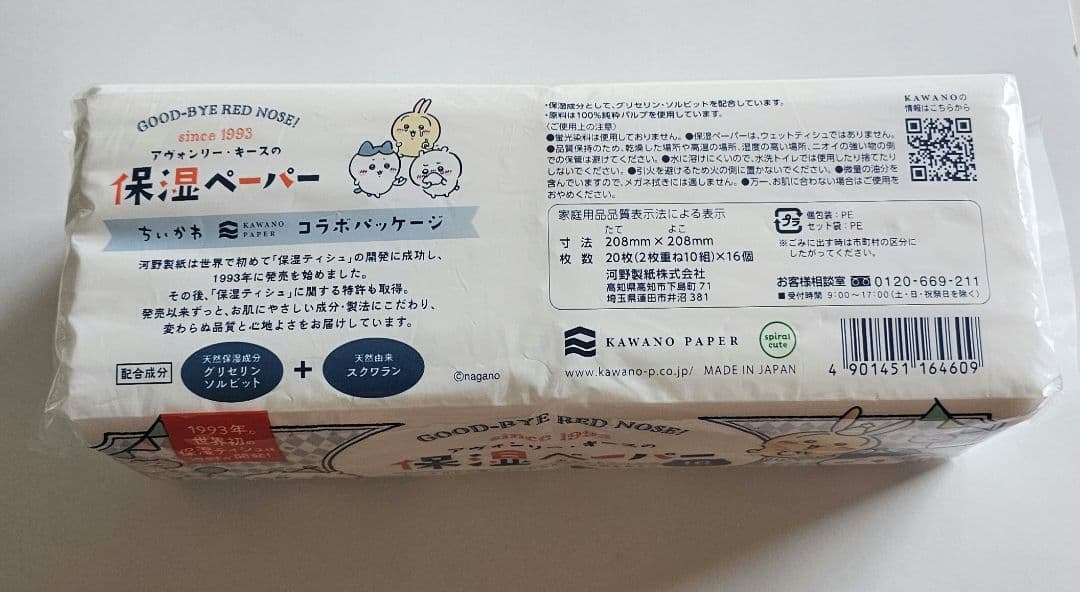 GOOD-BYE RED NOSE!
since 1993
アヴォンリー・キースの
保湿ペーパー
ちいかわ KAWANO PAPER コラボパッケージ
河野製紙は世界で初めて「保湿ティシュ」の開発に成功し、
1993年に発売を始めました。
その後、「保湿ティシュ」に関する特許も取得。
発売以来ずっと、お肌にやさしい成分・製法にこだわり、
変わらぬ品質と心地よさをお届けしています。
配合成分
天然保湿成分
グリセリン
ソルビット
+
天然由来
スクワラン
©nagano
・保湿成分として、グリセリン・ソルビットを配合しています。
・原料は100%純粋パルプを使用しています。
〈ご使用上の注意〉
●蛍光染料は使用しておりません。●保湿ペーパーは、ウェットティシュではありません。
●品質保持のため、乾燥した場所や高温の場所、湿度の高い場所、ニオイの強い物の側
での保管は避けてください。●水に溶けにくいので、水洗トイレでは使用したり捨てたり
しないでください。●引火を避けるため火の側に置かないでください。●微量の油分を
含んでいますので、メガネ拭きには適しません。●万一、お肌に合わない場合はご使用を
おやめください。
KAWANOの
情報はこちらから
家庭用品品質表示法による表示
たて よこ
寸法 208mm×208mm
枚数 20枚(2枚重ね10組)×16個
河野製紙株式会社
高知県高知市下島町71
埼玉県蓮田市井沼381
プラ
個包装:PE
セット袋:PE
※ごみに出す時は市町村の区分に
したがってください。
お客様相談室 0120-669-211
■受付時間 9:00〜17:00(土・日・祝祭日を除く)
KAWANO PAPER
spiral cute
www.kawano-p.co.jp/ MADE IN JAPAN
4 901451 164609
1993年。
世界初の
保湿ティシュ
開発!
GOOD-BYE RED NOSE!
since 1993
アヴォンリー・キースの
保湿ペーパー
16